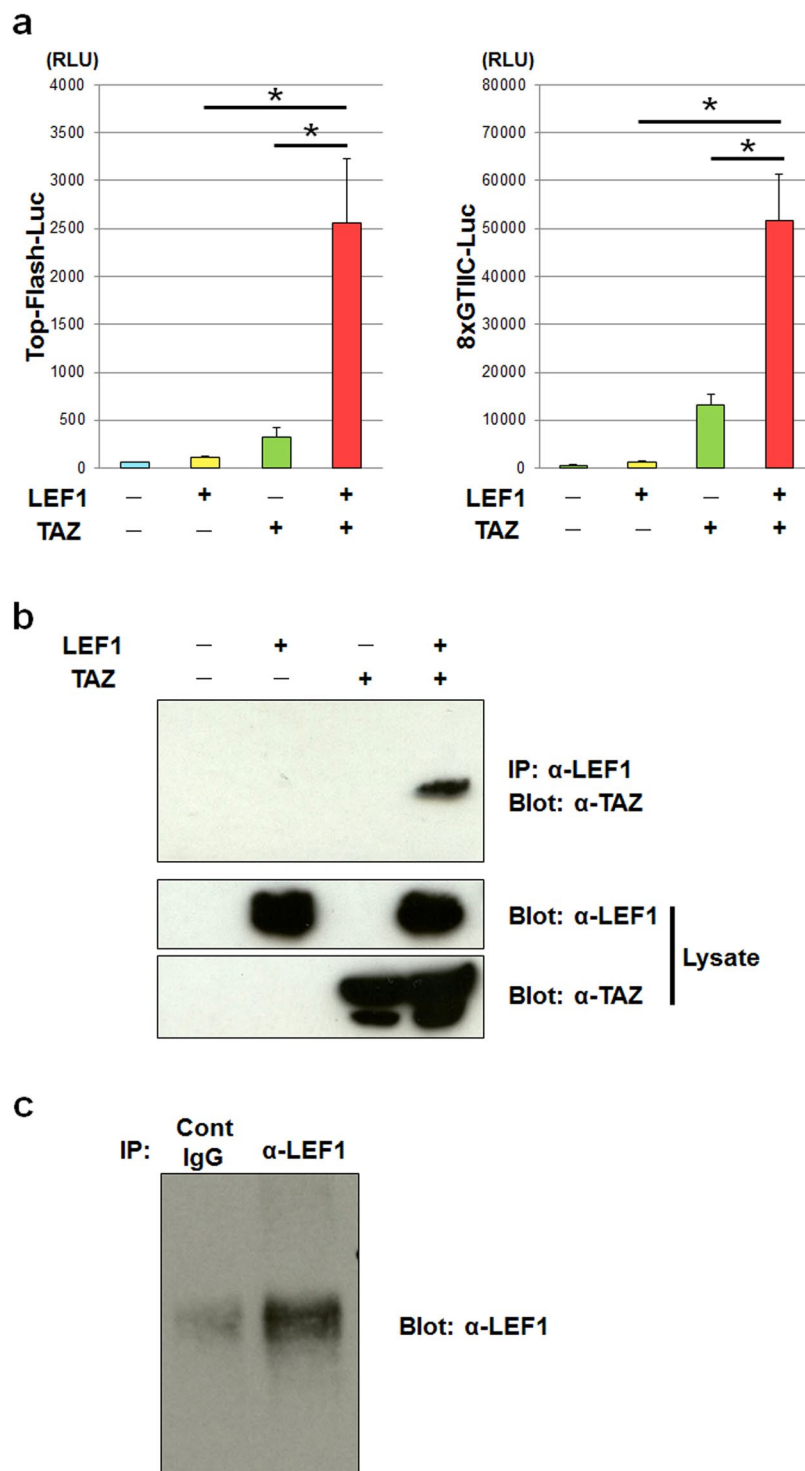 a
(RLU)
4000
3500
3000
2500
2000
1500
1000
500
0
Top-Flash-Luc
* 
*
LEF1 — + — +
TAZ — — + +
(RLU)
80000
70000
60000
50000
40000
30000
20000
10000
0
8xGTIIC-Luc
*
*
LEF1 — + — +
TAZ — — + +
b
LEF1 — + — +
TAZ — — + +
IP: α-LEF1
Blot: α-TAZ
Blot: α-LEF1
Lysate
Blot: α-TAZ
c
IP: Cont IgG α-LEF1
Blot: α-LEF1